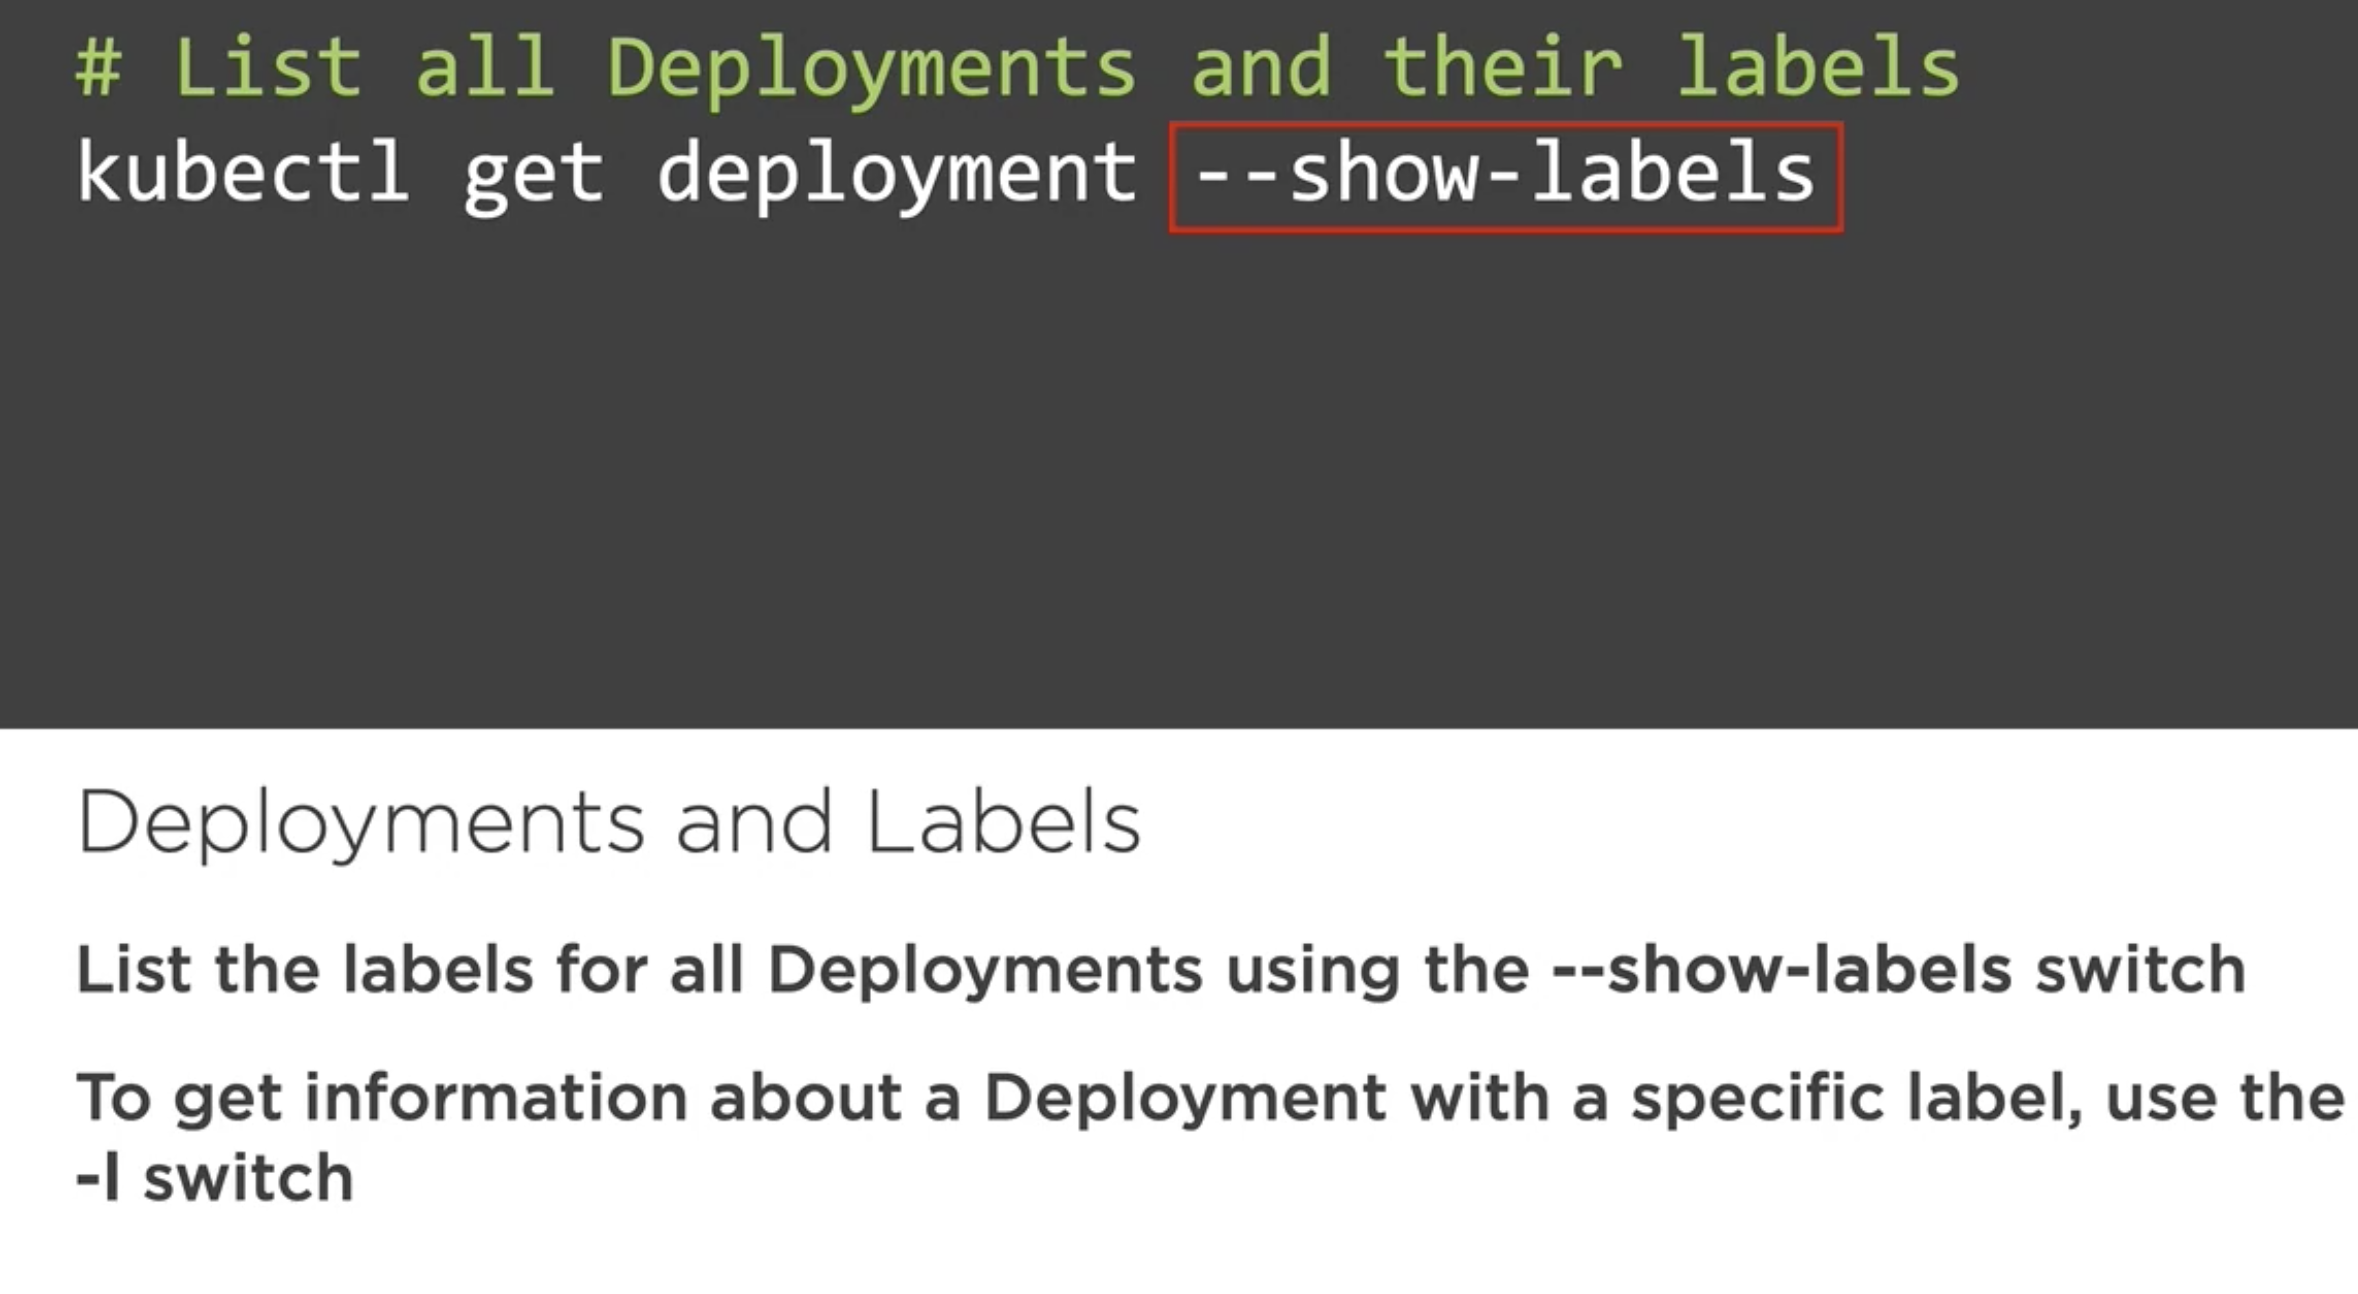 # List all Deployments and their labels
kubectl get deployment --show-labels
Deployments and Labels
List the labels for all Deployments using the --show-labels switch
To get information about a Deployment with a specific label, use the
-l switch